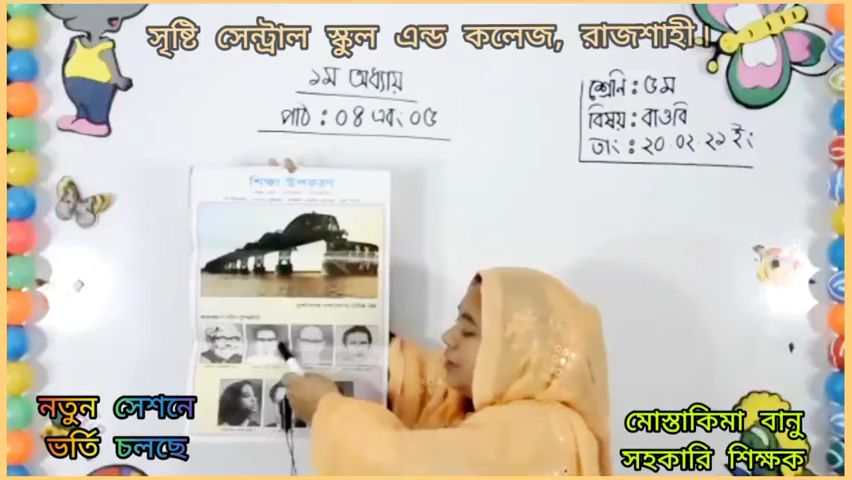 সৃষ্টি সেন্ট্রাল স্কুল এন্ড কলেজ, রাজশাহী।
১ম অধ্যায়
পাঠ : ০৪ এবং ০৫
শ্রেণি : ৫ম
বিষয় : বাওবি
তাং : ২০.০২.২১ ইং
শিক্ষা উপকরণ
নতুন সেশনে
ভর্তি চলছে
মোস্তাকিমা বানু
সহকারি শিক্ষক